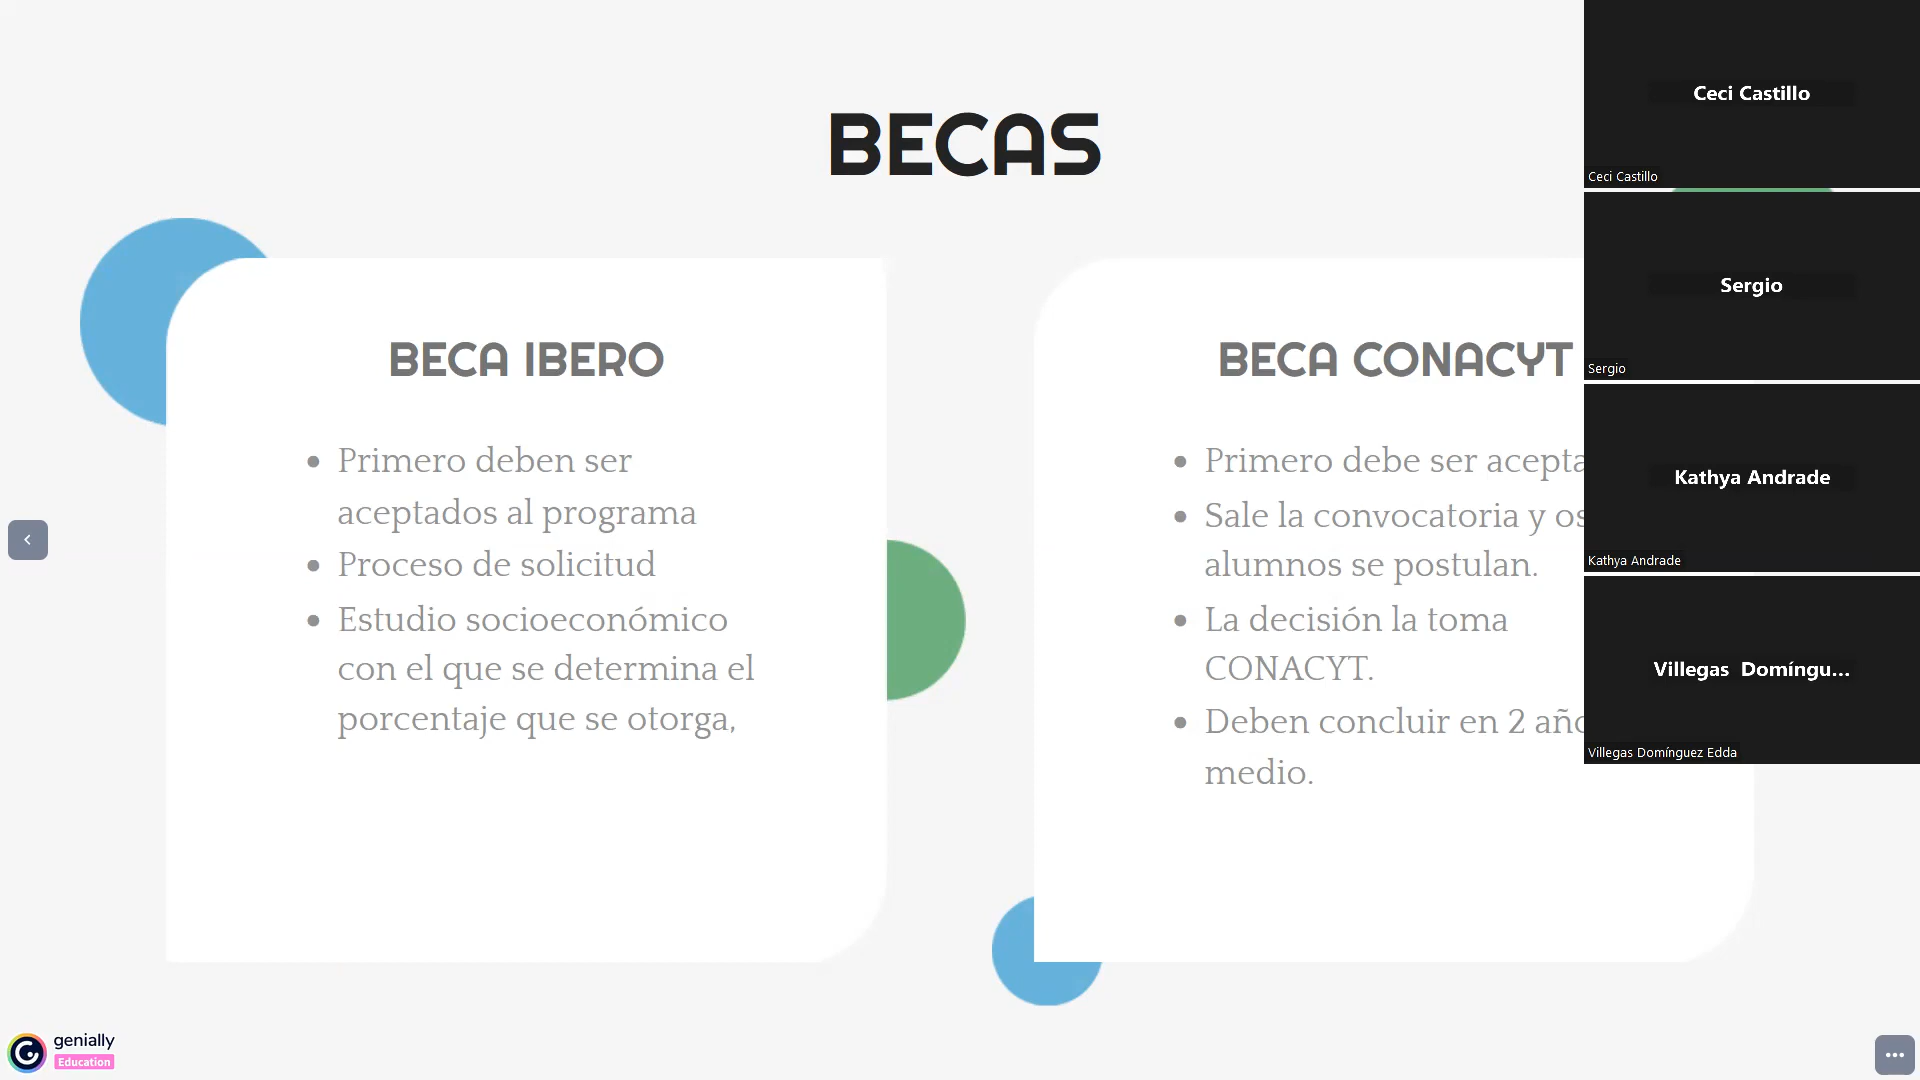 BECAS
BECA IBERO
• Primero deben ser
aceptados al programa
• Proceso de solicitud
• Estudio socioeconómico
con el que se determina el
porcentaje que se otorga,
BECA CONACYT
• Primero debe ser
• Sale la convocatoria y os
alumnos se postulan.
• La decisión la toma
CONACYT.
• Deben concluir en 2
medio.
Ceci Castillo
Ceci Castillo
Sergio
Sergio
Kathya Andrade
Kathya Andrade
Villegas Domíngu...
Villegas Domínguez Edda
genially
Education